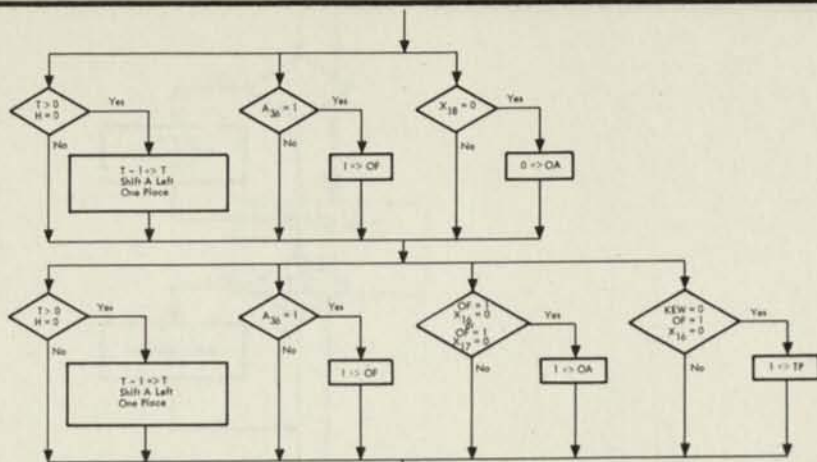 T > 0
H = 0
Yes
No
T - 1 => T
Shift A Left
One Place
A36 = 1
Yes
No
1 => OF
X18 = 0
Yes
No
0 => OA
T > 0
H = 0
Yes
No
T - 1 => T
Shift A Left
One Place
A36 = 1
Yes
No
1 => OF
OF = 1
X16 = 0
or
OF = 1
X17 = 0
Yes
No
1 => OA
KEW = 0
OF = 1
X16 = 0
Yes
No
1 => TP